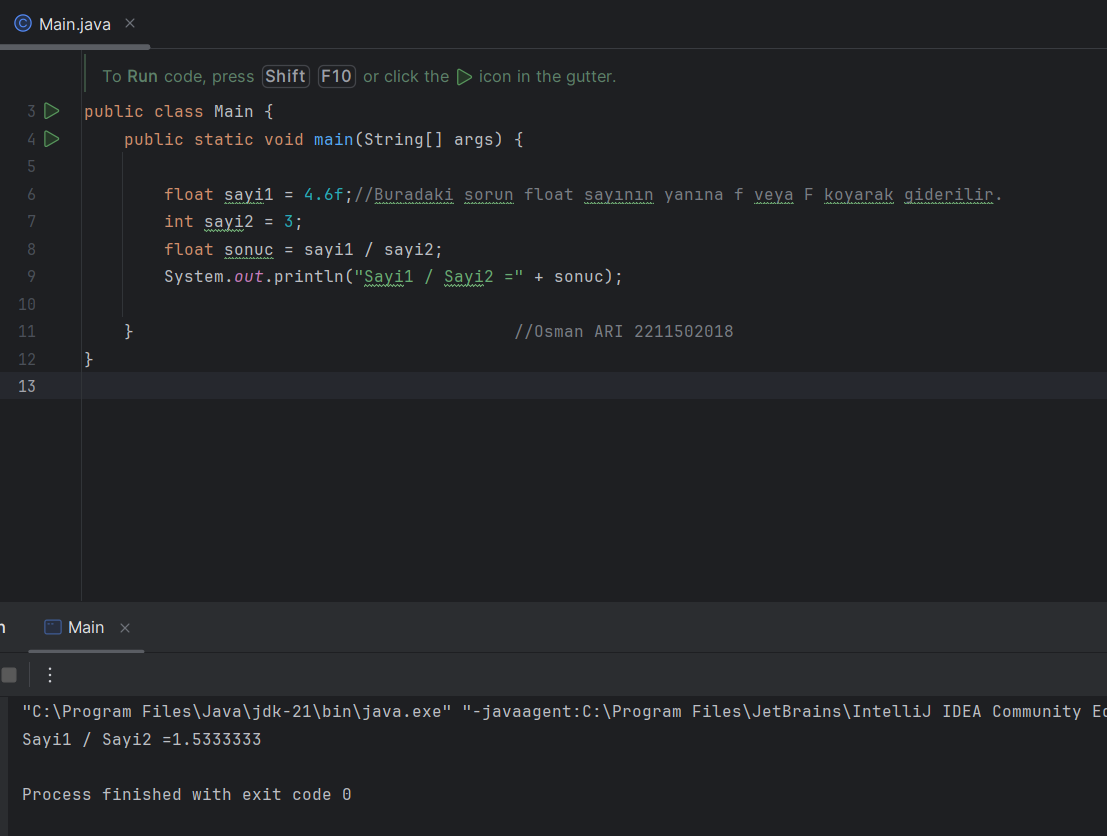 Main.java
To Run code, press Shift F10 or click the icon in the gutter.
3 public class Main {
4 public static void main(String[] args) {
5
6 float sayi1 = 4.6f;//Buradaki sorun float sayının yanına f veya F koyarak giderilir.
7 int sayi2 = 3;
8 float sonuc = sayi1 / sayi2;
9 System.out.println("Sayi1 / Sayi2 =" + sonuc);
10
11 } //Osman ARI 2211502018
12 }
13
Main
"C:\Program Files\Java\jdk-21\bin\java.exe" "-javaagent:C:\Program Files\JetBrains\IntelliJ IDEA Community
Sayi1 / Sayi2 =1.5333333
Process finished with exit code 0